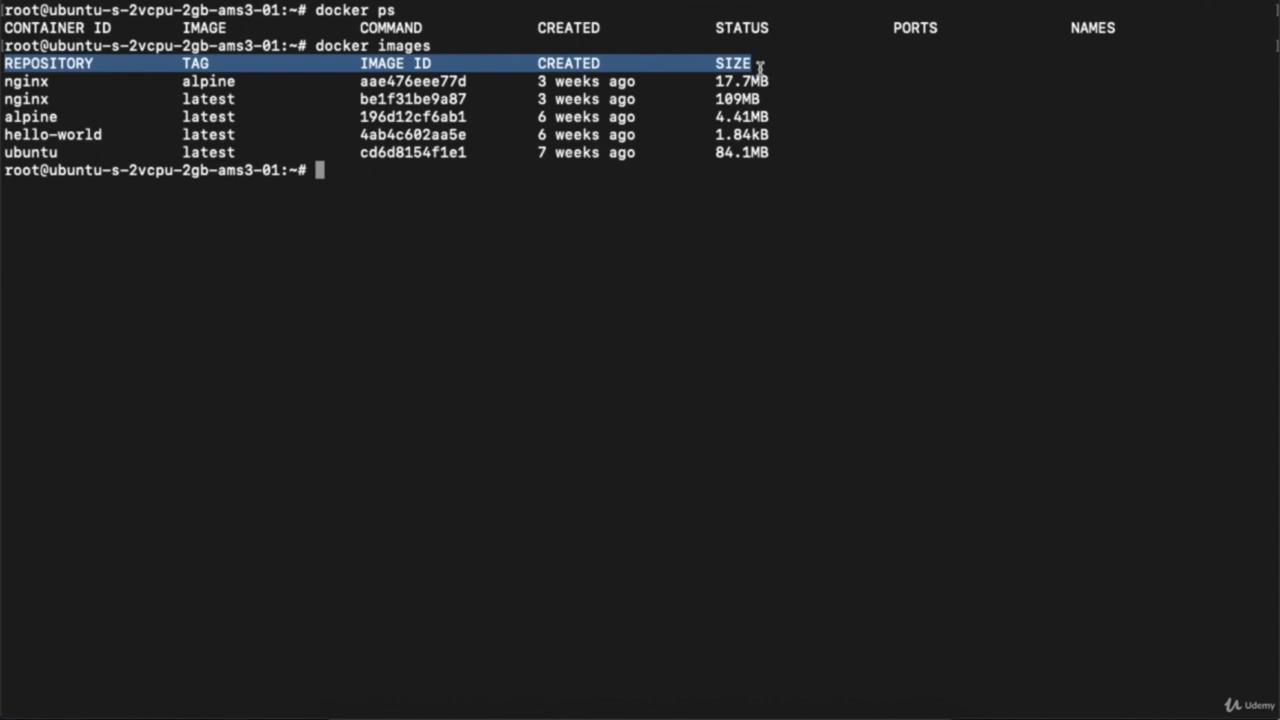 root@ubuntu-s-2vcpu-2gb-ams3-01:~# docker ps
CONTAINER ID IMAGE COMMAND CREATED STATUS PORTS NAMES
root@ubuntu-s-2vcpu-2gb-ams3-01:~# docker images
REPOSITORY TAG IMAGE ID CREATED SIZE
nginx alpine aae476eee77d 3 weeks ago 17.7MB
nginx latest be1f31be9a87 3 weeks ago 109MB
alpine latest 196d12cf6ab1 6 weeks ago 4.41MB
hello-world latest 4ab4c602aa5e 6 weeks ago 1.84kB
ubuntu latest cd6d8154f1e1 7 weeks ago 84.1MB
root@ubuntu-s-2vcpu-2gb-ams3-01:~#
Udemy